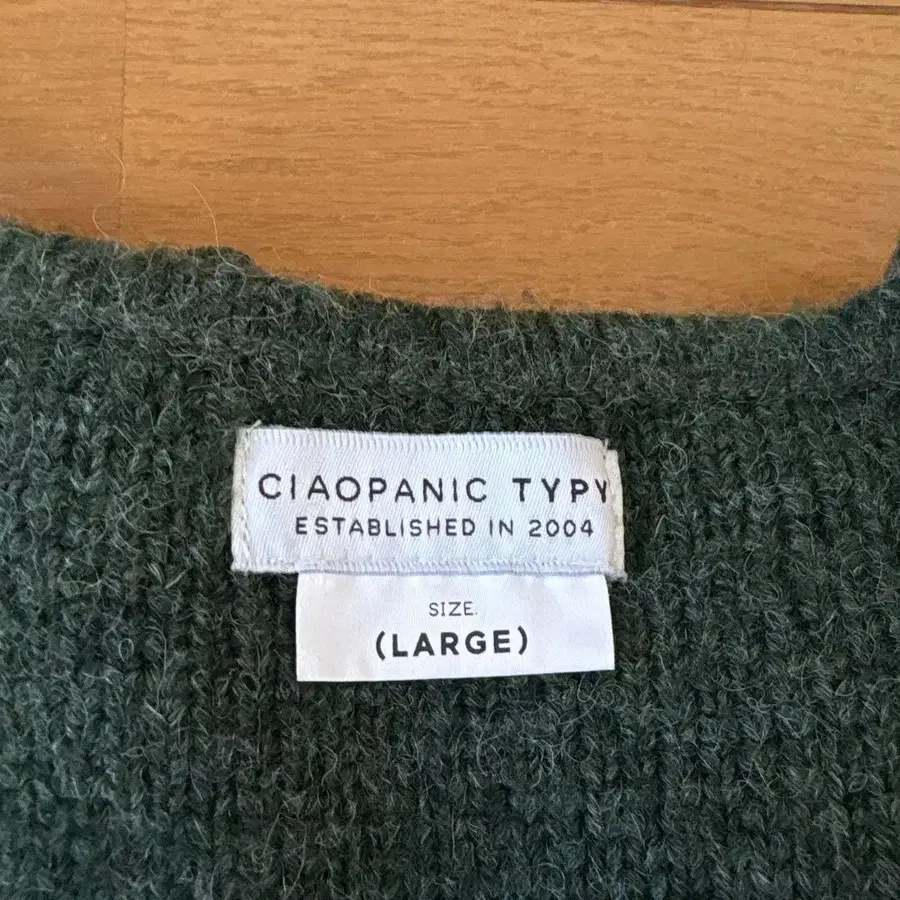 CIAOPANIC TYPY
ESTABLISHED IN 2004
SIZE.
(LARGE)